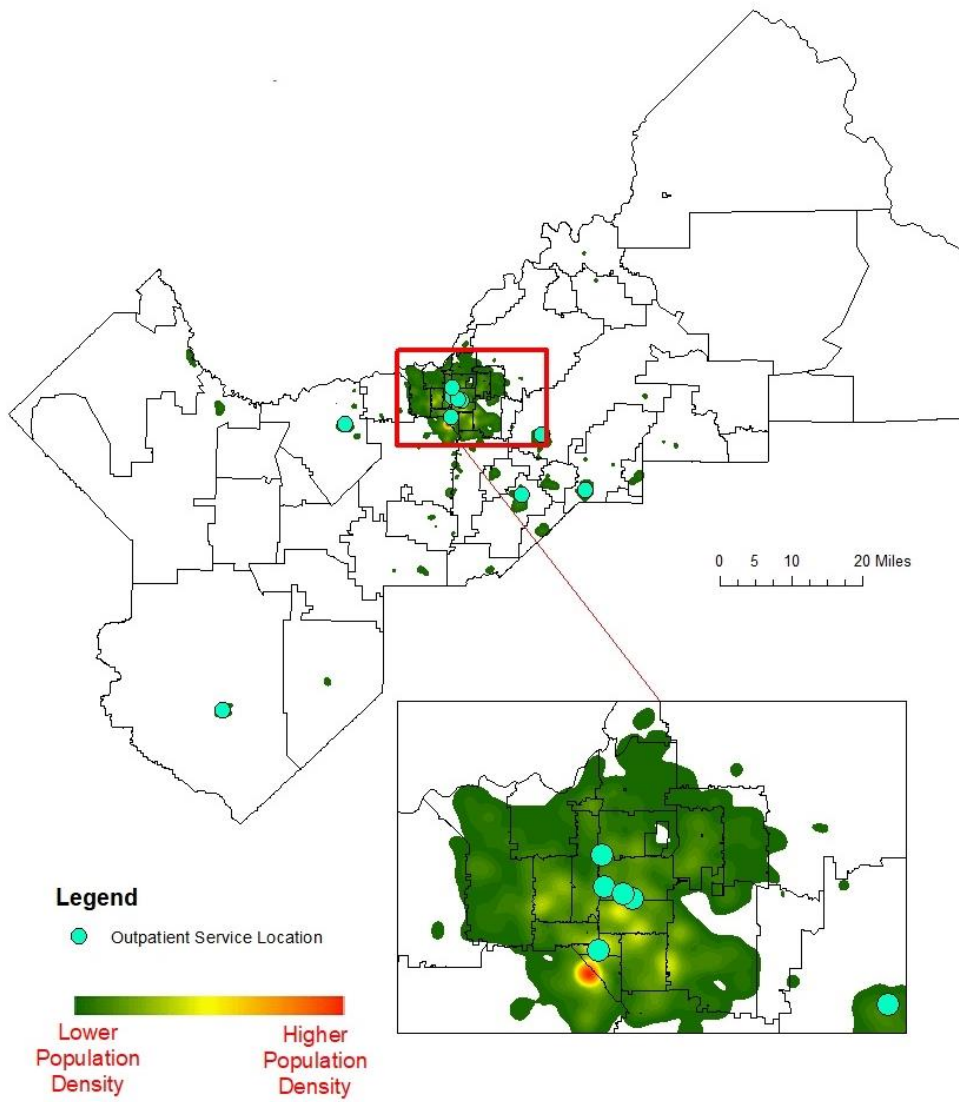 0 5 10 20 Miles
Legend
Outpatient Service Location
Lower
Population
Density
Higher
Population
Density